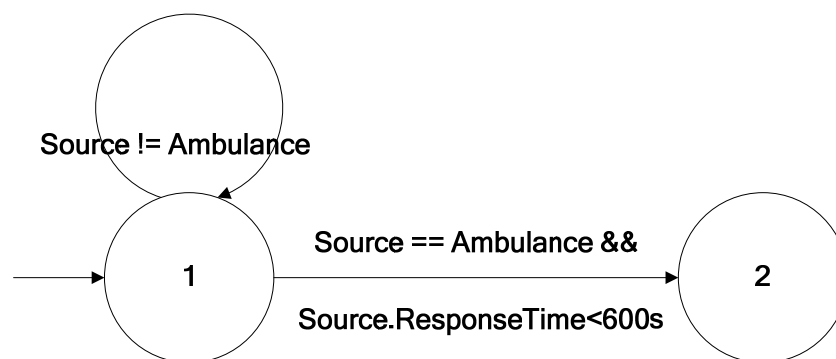 Source != Ambulance
Source == Ambulance &&
1
2
Source.ResponseTime<600s